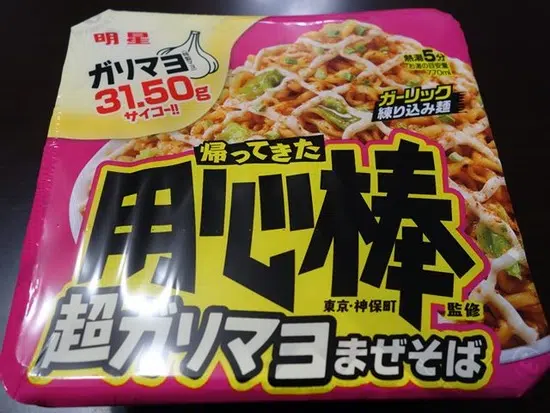 明星
ガリマヨ
31.50g
サイコー!!
熱湯5分
ガーリック
練り込み麺
帰ってきた
用心棒
東京・神保町
監修
超ガリマヨまぜそば